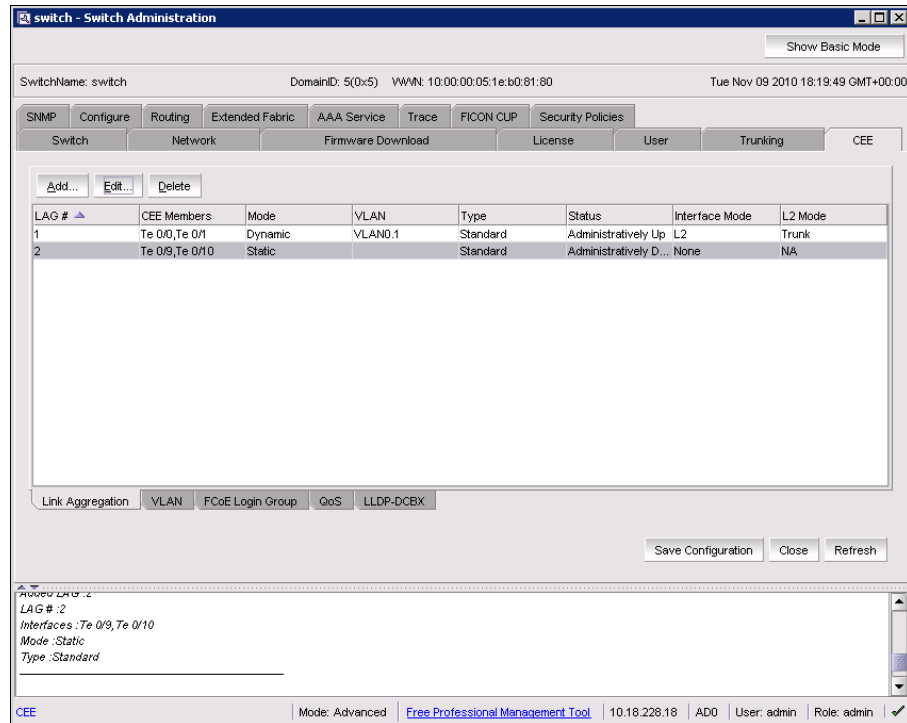 switch - Switch Administration
Show Basic Mode
SwitchName: switch DomainID: 5(0x5) WWN: 10:00:00:05:1e:b0:81:80 Tue Nov 09 2010 18:19:49 GMT+00:00
SNMP Configure Routing Extended Fabric AAA Service Trace FICON CUP Security Policies
Switch Network Firmware Download License User Trunking CEE
Add... Edit... Delete
LAG # CEE Members Mode VLAN Type Status Interface Mode L2 Mode
1 Te 0/0,Te 0/1 Dynamic VLAN0.1 Standard Administratively Up L2 Trunk
2 Te 0/9,Te 0/10 Static Standard Administratively D... None NA
Link Aggregation VLAN FCoE Login Group QoS LLDP-DCBX
Save Configuration Close Refresh
Added LAG :2
LAG # :2
Interfaces :Te 0/9,Te 0/10
Mode :Static
Type :Standard
CEE Mode: Advanced Free Professional Management Tool 10.18.228.18 AD0 User: admin Role: admin